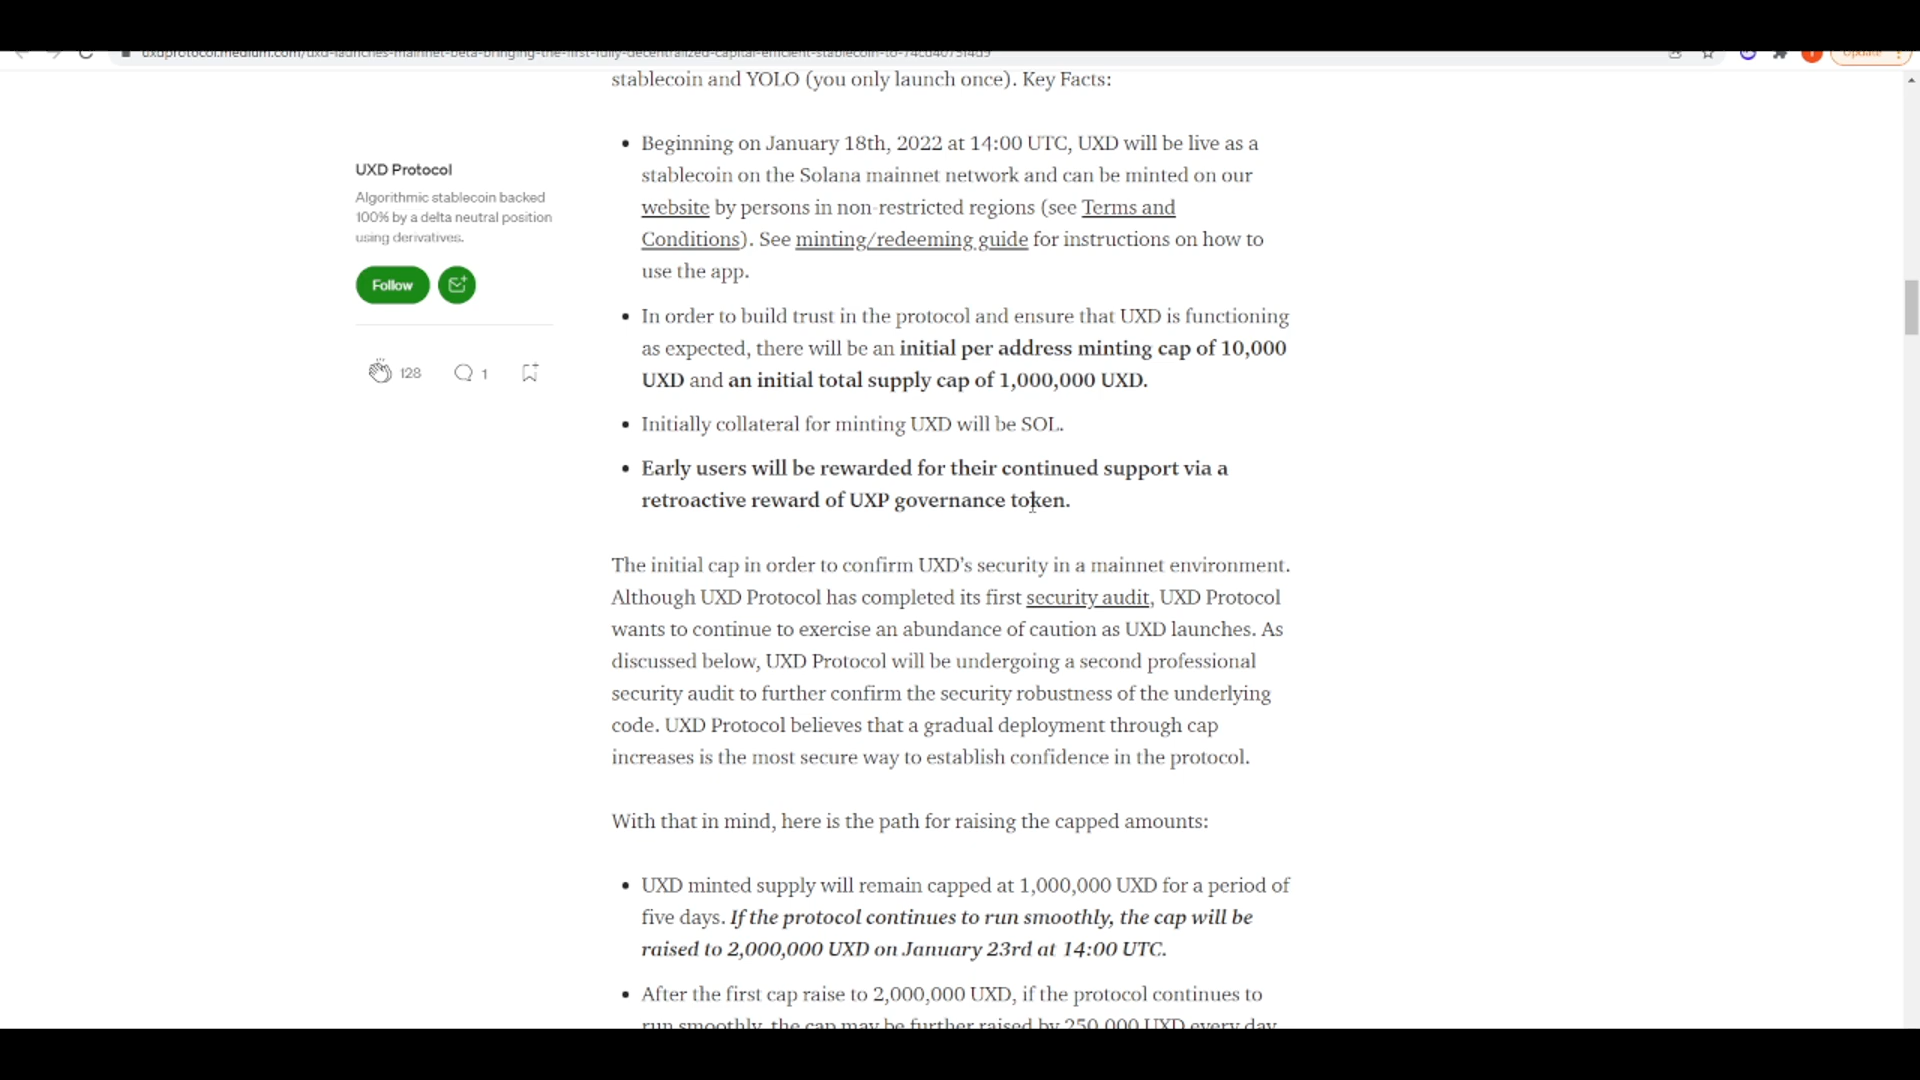 uxdprotocol.medium.com/uxd-launches-mainnet-beta-bringing-the-first-fully-decentralized-capital-efficient-stablecoin-to-
Update
stablecoin and YOLO (you only launch once). Key Facts:
UXD Protocol
Algorithmic stablecoin backed
100% by a delta neutral position
using derivatives.
Follow
128
1
• Beginning on January 18th, 2022 at 14:00 UTC, UXD will be live as a
stablecoin on the Solana mainnet network and can be minted on our
website by persons in non-restricted regions (see Terms and
Conditions). See minting/redeeming guide for instructions on how to
use the app.
• In order to build trust in the protocol and ensure that UXD is functioning
as expected, there will be an initial per address minting cap of 10,000
UXD and an initial total supply cap of 1,000,000 UXD.
• Initially collateral for minting UXD will be SOL.
• Early users will be rewarded for their continued support via a
retroactive reward of UXP governance token.
The initial cap in order to confirm UXD's security in a mainnet environment.
Although UXD Protocol has completed its first security audit, UXD Protocol
wants to continue to exercise an abundance of caution as UXD launches. As
discussed below, UXD Protocol will be undergoing a second professional
security audit to further confirm the security robustness of the underlying
code. UXD Protocol believes that a gradual deployment through cap
increases is the most secure way to establish confidence in the protocol.
With that in mind, here is the path for raising the capped amounts:
• UXD minted supply will remain capped at 1,000,000 UXD for a period of
five days. If the protocol continues to run smoothly, the cap will be
raised to 2,000,000 UXD on January 23rd at 14:00 UTC.
• After the first cap raise to 2,000,000 UXD, if the protocol continues to
run smoothly, the cap may be further raised by 250,000 UXD every day